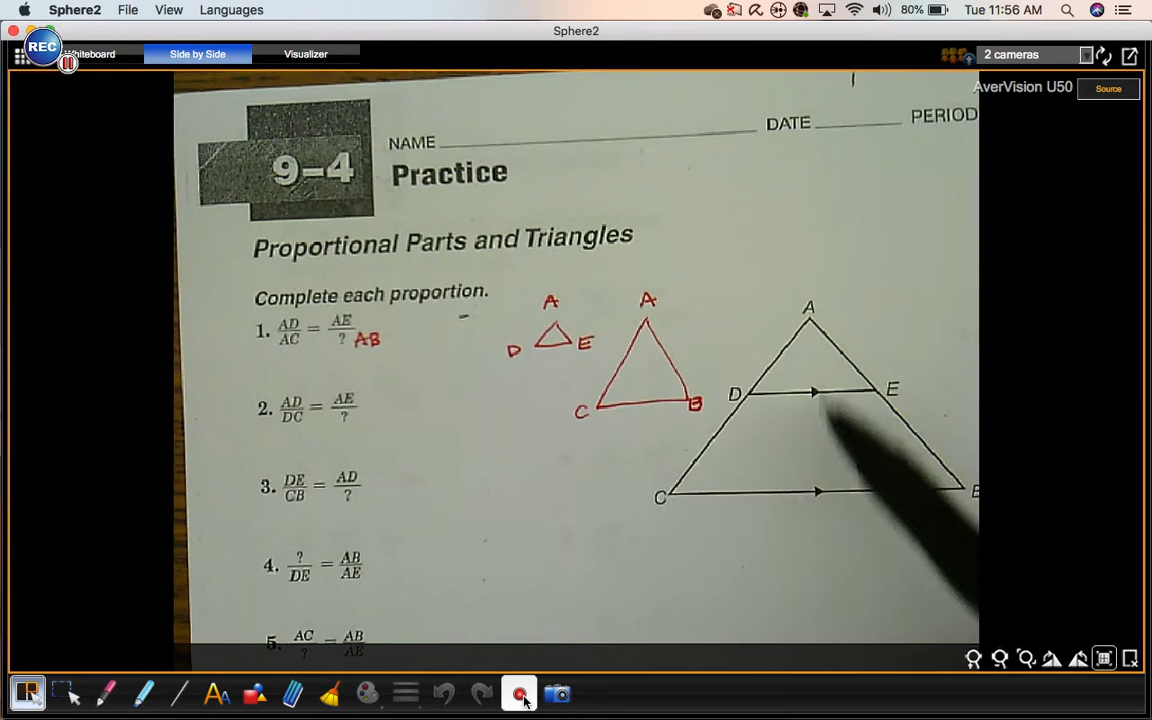 Sphere2 File View Languages 80% Tue 11:56 AM
Sphere2
REC Whiteboard Side by Side Visualizer 2 cameras
AverVision U50 Source
9-4
NAME DATE PERIOD
Practice
Proportional Parts and Triangles
Complete each proportion.
1. AD/AC = AE/? AB
2. AD/DC = AE/?
3. DE/CB = AD/?
4. ?/DE = AB/AE
5. AC/? = AB/AE
A
D E
A
C B
A
D E
C B